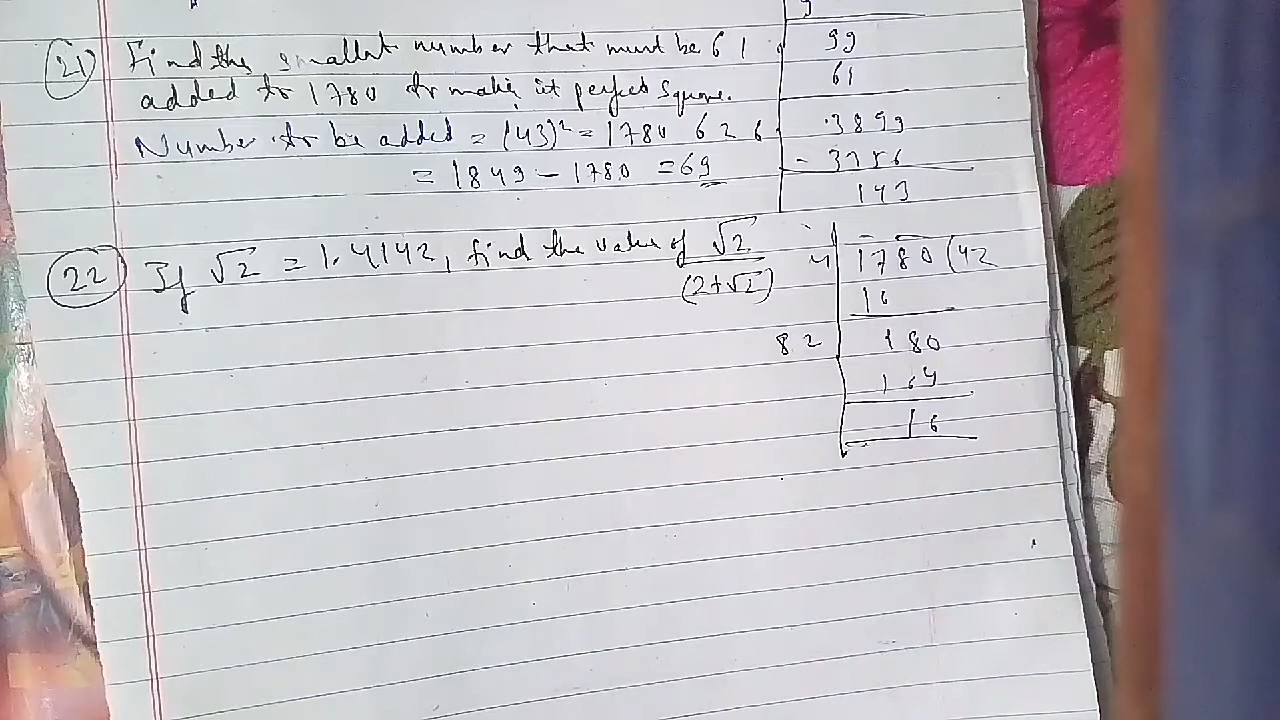 (21) Find the smallest number that must be 6 1
added to 1780 to make it perfect square.
Number to be added = (43)² = 1780 6 2 6
= 1849 - 1780 = 69
9
99
61
3899
- 3756
143
(22) If √2 = 1.4142, find the value of √2/(2+√2)
4 1780 (42
16
82 180
164
16